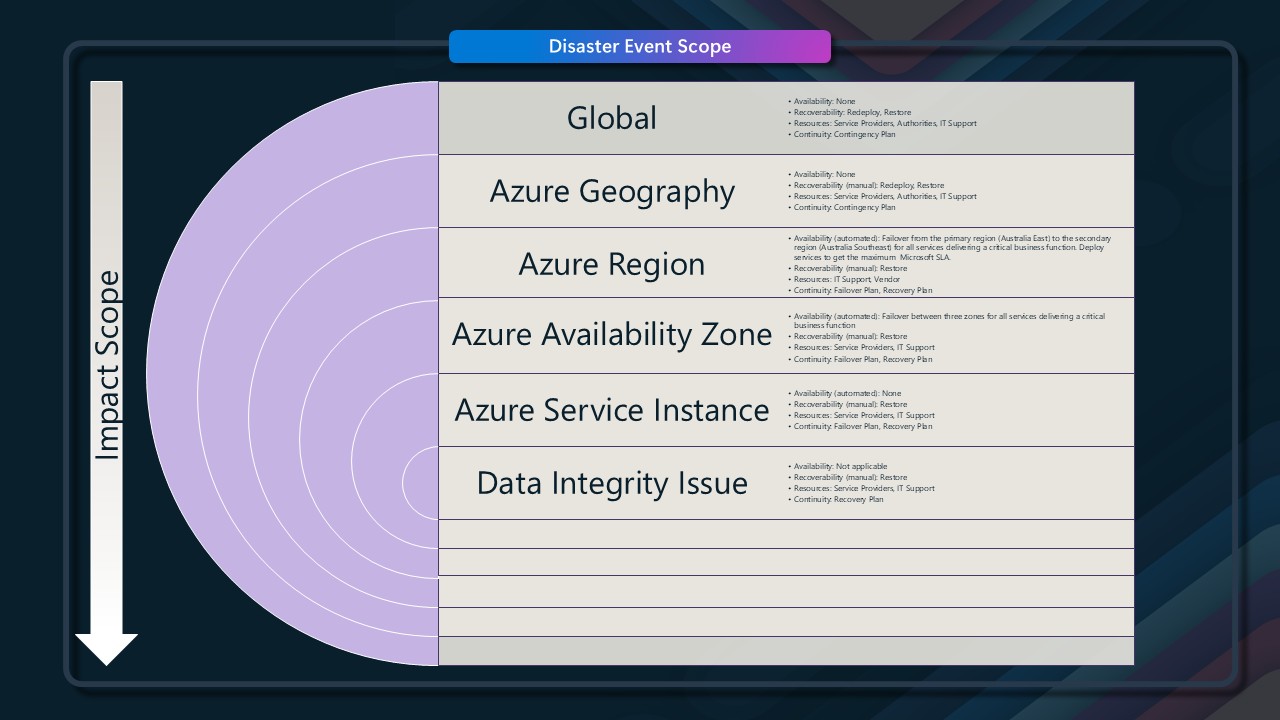 Disaster Event Scope
Impact Scope
Global
• Availability: None
• Recoverability: Redeploy, Restore
• Resources: Service Providers, Authorities, IT Support
• Continuity: Contingency Plan
Azure Geography
• Availability: None
• Recoverability (manual): Redeploy, Restore
• Resources: Service Providers, Authorities, IT Support
• Continuity: Contingency Plan
Azure Region
• Availability (automated): Failover from the primary region (Australia East) to the secondary
region (Australia Southeast) for all services delivering a critical business function. Deploy
services to get the maximum Microsoft SLA.
• Recoverability (manual): Restore
• Resources: IT Support, Vendor
• Continuity: Failover Plan, Recovery Plan
Azure Availability Zone
• Availability (automated): Failover between three zones for all services delivering a critical
business function
• Recoverability (manual): Restore
• Resources: Service Providers, IT Support
• Continuity: Failover Plan, Recovery Plan
Azure Service Instance
• Availability (automated): None
• Recoverability (manual): Restore
• Resources: Service Providers, IT Support
• Continuity: Failover Plan, Recovery Plan
Data Integrity Issue
• Availability: Not applicable
• Recoverability (manual): Restore
• Resources: Service Providers, IT Support
• Continuity: Recovery Plan